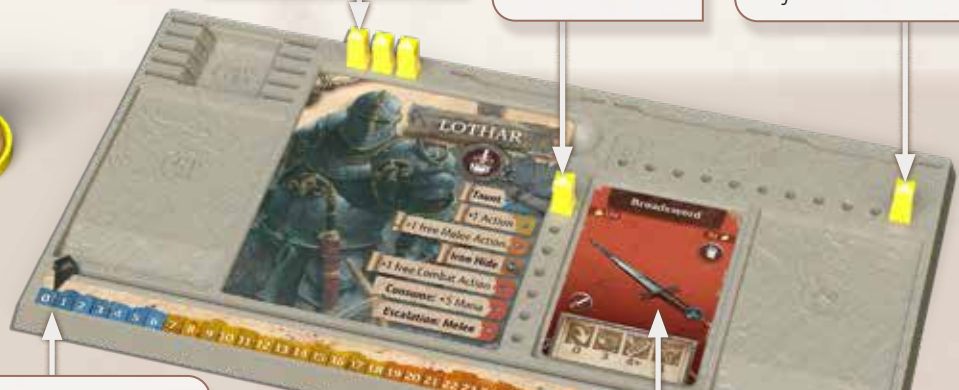 LOTHAR
Taunt
+1 Action
+1 free Melee Action
Iron Hide
+1 free Combat Action
Consume: +5 Mana
Escalation: Melee
Broadsword
0 1 2 3 4 5 6 7 8 9 10 11 12 13 14 15 16 17 18 19 20 21 22 23